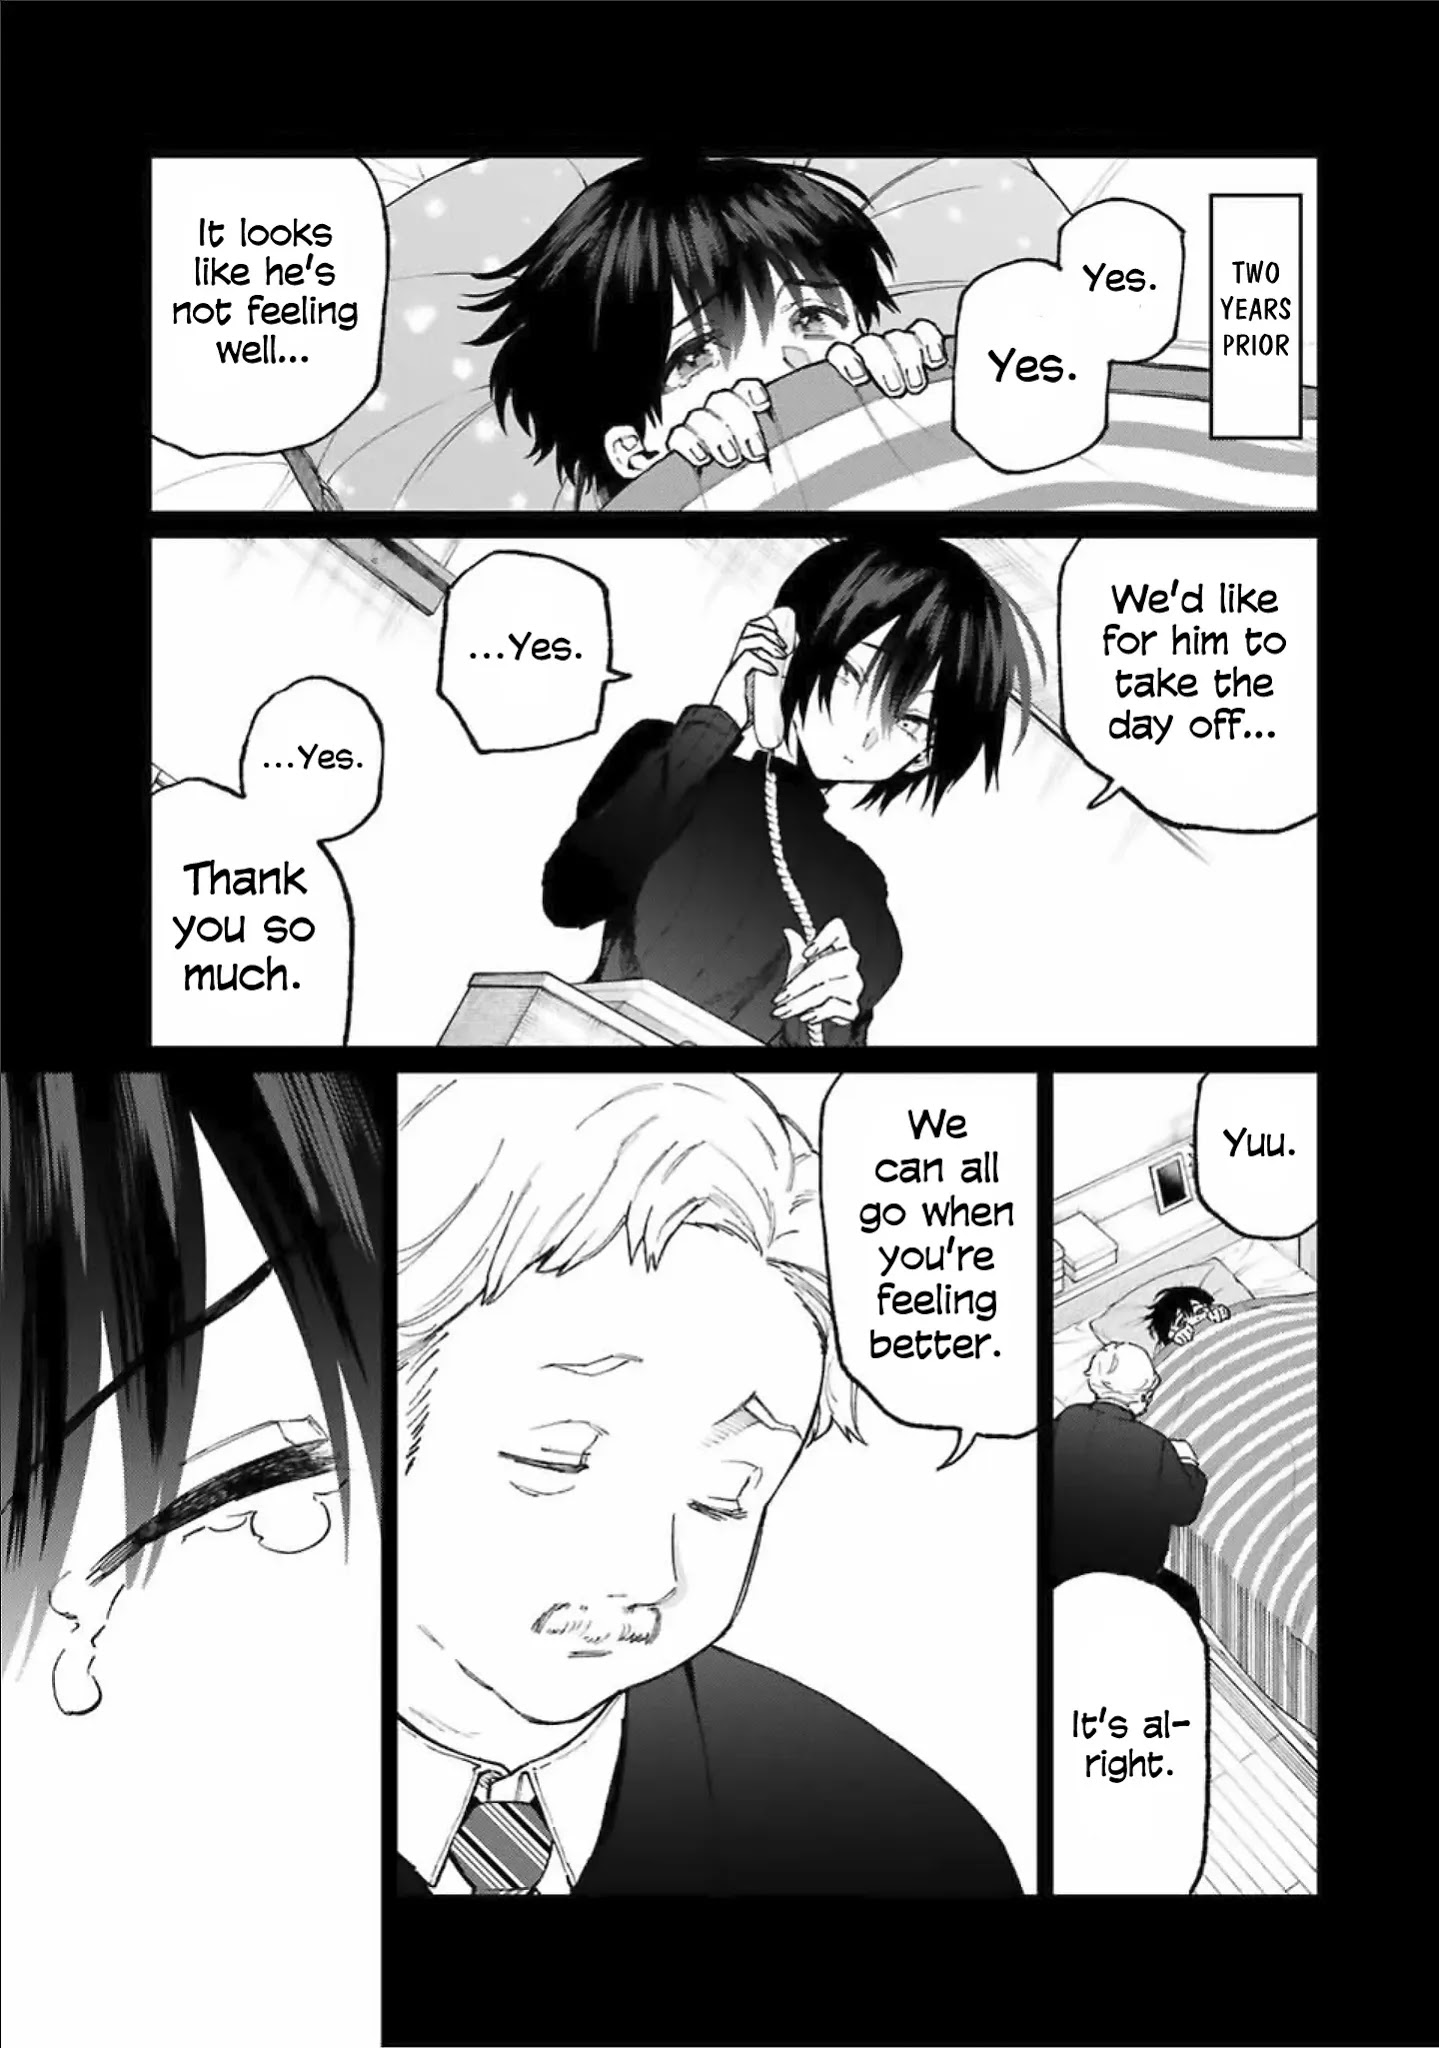 TWO
YEARS
PRIOR
Yes.
Yes.
It looks
like he's
not feeling
well...
We'd like
for him to
take the
day off...
...Yes.
...Yes.
Thank
you so
much.
Yuu.
It's al-
right.
We
can all
go when
you're
feeling
better.